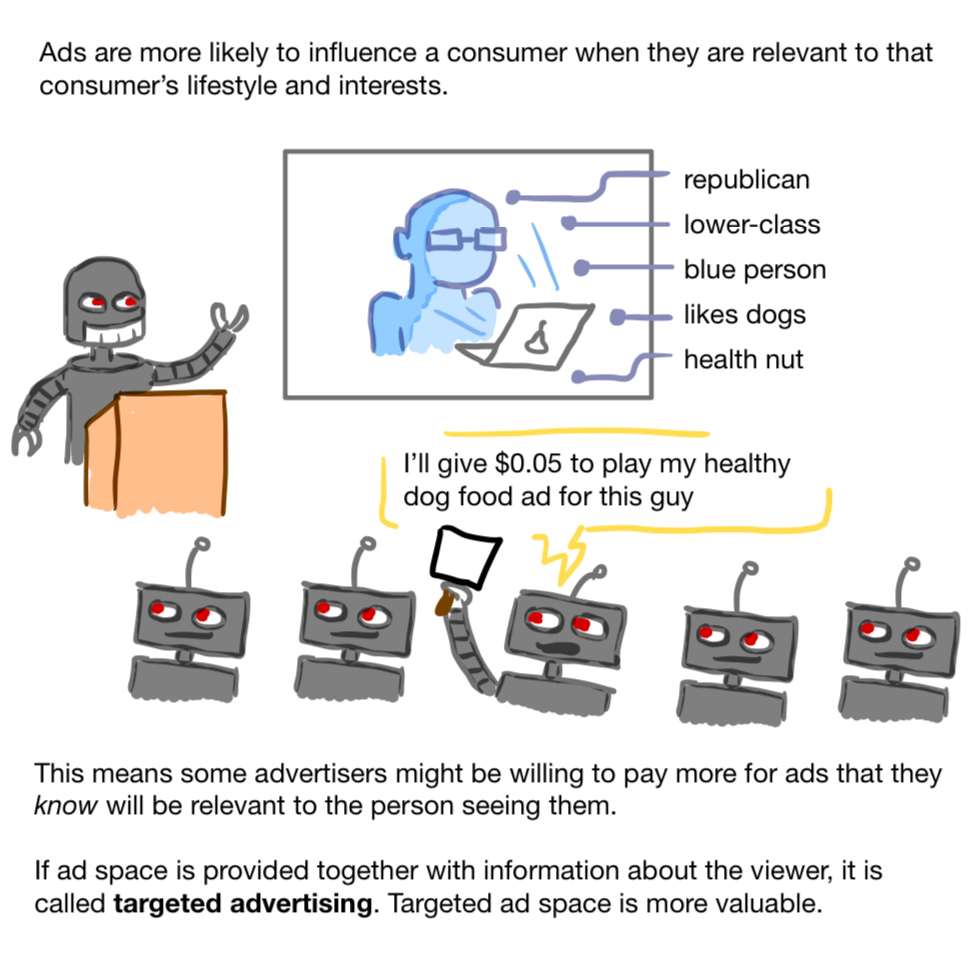 Ads are more likely to influence a consumer when they are relevant to that
consumer’s lifestyle and interests.
republican
lower-class
blue person
likes dogs
health nut
I’ll give $0.05 to play my healthy
dog food ad for this guy
This means some advertisers might be willing to pay more for ads that they
know will be relevant to the person seeing them.
If ad space is provided together with information about the viewer, it is
called targeted advertising. Targeted ad space is more valuable.